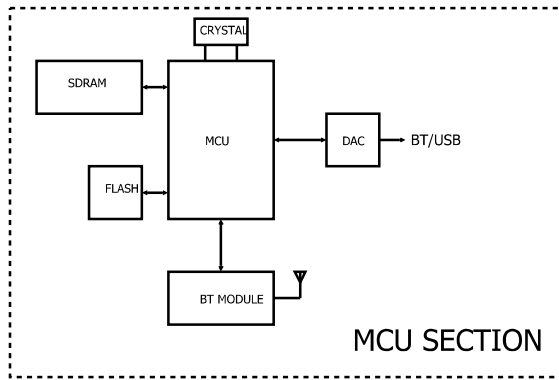 CRYSTAL
SDRAM
MCU
DAC
BT/USB
FLASH
BT MODULE
MCU SECTION